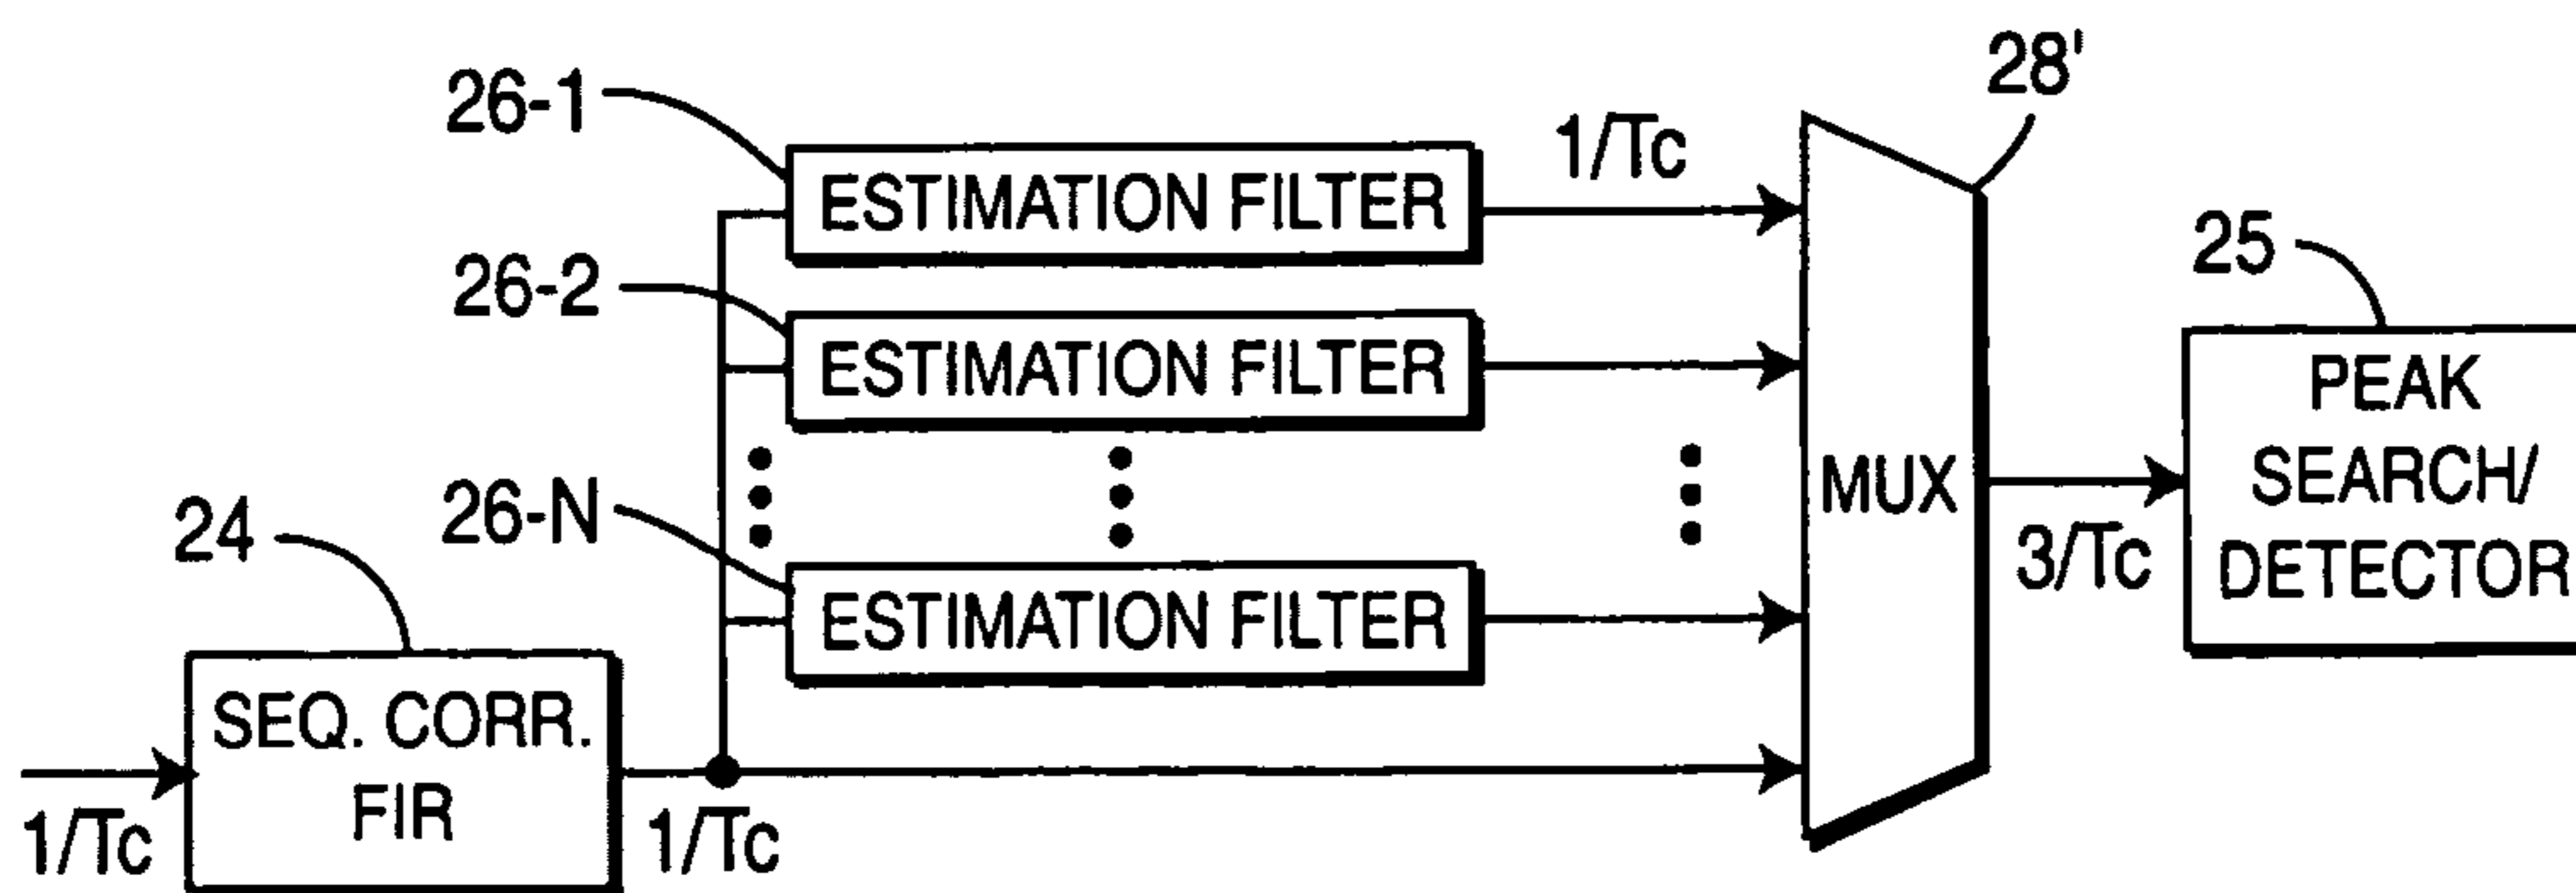 28'
26-1
1/Tc
ESTIMATION FILTER
25
26-2
ESTIMATION FILTER
PEAK
SEARCH/
DETECTOR
MUX
3/Tc
26-N
24
ESTIMATION FILTER
SEQ. CORR.
FIR
1/Tc
1/Tc